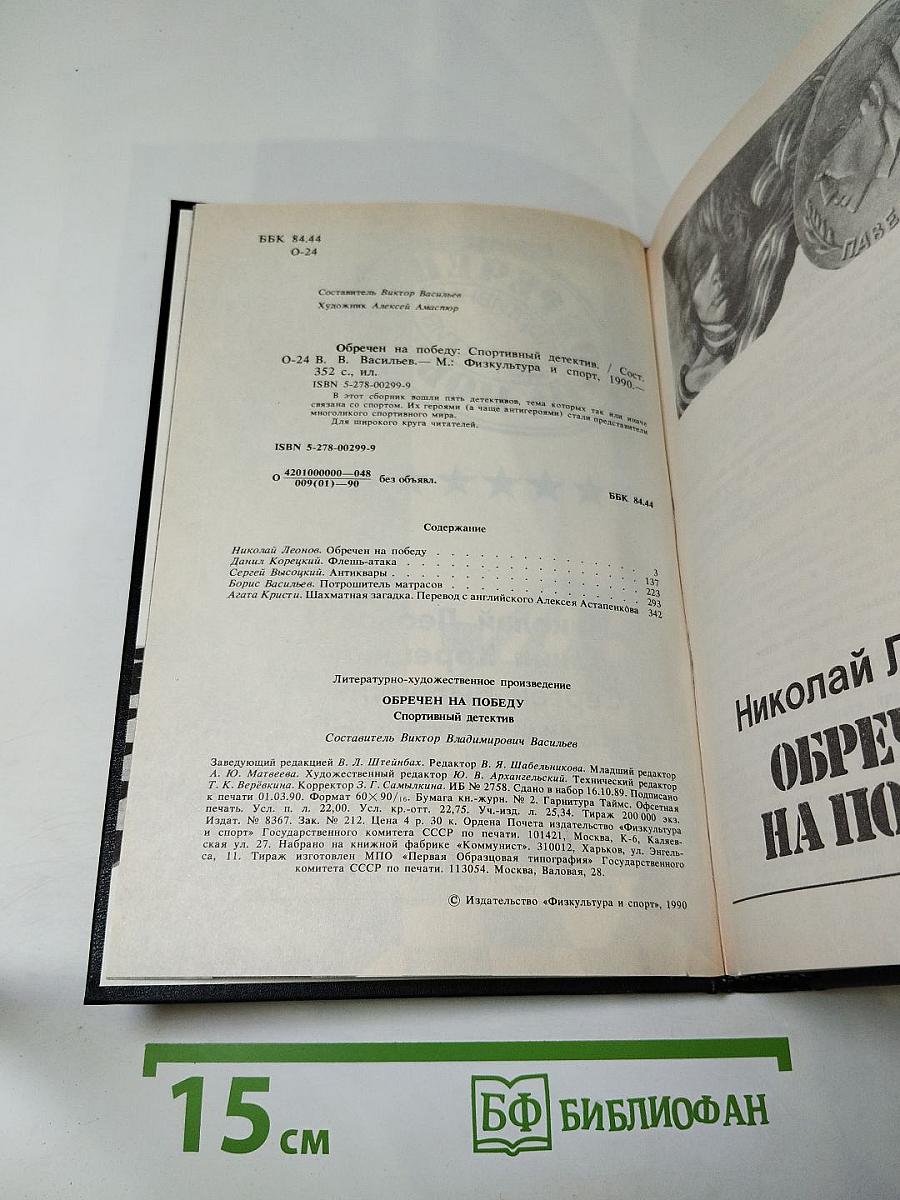 ББК 84.44
О-24
Составитель Виктор Васильев
Художник Алексей Амаспюр
Обречен на победу: Спортивный детектив. / Сост.
О-24 В. В. Васильев.— М.: Физкультура и спорт, 1990.—
352 с., ил.
ISBN 5-278-00299-9
В этот сборник вошли пять детективов, тема которых так или иначе
связана со спортом. Их героями (а чаще антигероями) стали представители
многоликого спортивного мира.
Для широкого круга читателей.
ISBN 5-278-00299-9
О 4201000000—048
009(01)—90 без объявл.
ББК 84.44
Содержание
Николай Леонов. Обречен на победу . . . . . . . . . . . 3
Данил Корецкий. Флешь-атака . . . . . . . . . . . . 137
Сергей Высоцкий. Антиквары . . . . . . . . . . . . 223
Борис Васильев. Потрошитель матрасов . . . . . . . . . . 293
Агата Кристи. Шахматная загадка. Перевод с английского Алексея Астапенкова 342
Литературно-художественное произведение
ОБРЕЧЕН НА ПОБЕДУ
Спортивный детектив
Составитель Виктор Владимирович Васильев
Заведующий редакцией В. Л. Штейнбах. Редактор В. Я. Шабельникова. Младший редактор
А. Ю. Матвеева. Художественный редактор Ю. В. Архангельский. Технический редактор
Т. К. Верёвкина. Корректор З. Г. Самылкина. ИБ № 2758. Сдано в набор 16.10.89. Подписано
к печати 01.03.90. Формат 60×90/16. Бумага кн.-журн. № 2. Гарнитура Таймс. Офсетная
печать. Усл. п. л. 22,00. Усл. кр.-отт. 22,75. Уч.-изд. л. 25,34. Тираж 200 000 экз.
Издат. № 8367. Зак. № 212. Цена 4 р. 30 к. Ордена Почета издательство «Физкультура
и спорт» Государственного комитета СССР по печати. 101421, Москва, К-6, Каляев-
ская ул. 27. Набрано на книжной фабрике «Коммунист». 310012, Харьков, ул. Энгель-
са, 11. Тираж изготовлен МПО «Первая Образцовая типография» Государственного
комитета СССР по печати. 113054. Москва, Валовая, 28.
© Издательство «Физкультура и спорт», 1990
ПАВЕ
Николай Л
ОБРЕЧ
НА ПО
15 см
БФ БИБЛИОФАН